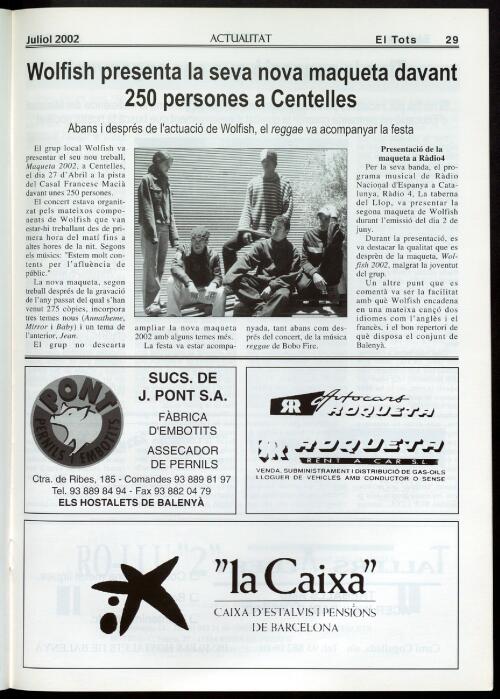 Juliol 2002 ACTUALITAT El Tots 29
Wolfish presenta la seva nova maqueta davant
250 persones a Centelles
Abans i després de l'actuació de Wolfish, el reggae va acompanyar la festa
El grup local Wolfish va
presentar el seu nou treball,
Maqueta 2002, a Centelles,
el dia 27 d'Abril a la pista
del Casal Francesc Macià
davant unes 250 persones.
El concert estava organit-
zat pels mateixos compo-
nents de Wolfish que van
estar-hi treballant des de pri-
mera hora del matí fins a
altes hores de la nit. Segons
els músics: "Estem molt con-
tents per l'afluència de
públic."
La nova maqueta, segon
treball després de la gravació
de l'any passat del qual s'han
venut 275 còpies, incorpora
tres temes nous (Annatheme,
Mirror i Baby) i un tema de
l'anterior, Jean.
El grup no descarta
ampliar la nova maqueta
2002 amb alguns temes més.
La festa va estar acompa-
nyada, tant abans com des-
prés del concert, de la música
reggae de Bobo Fire.
Presentació de la
maqueta a Ràdio4
Per la seva banda, el pro-
grama musical de Ràdio
Nacional d'Espanya a Cata-
lunya, Ràdio 4, La taberna
del Llop, va presentar la
segona maqueta de Wolfish
durant l'emissió del dia 2 de
juny.
Durant la presentació, es
va destacar la qualitat que es
desprèn de la maqueta, Wol-
fish 2002, malgrat la joventut
del grup.
Un altre punt que es
comentà va ser la facilitat
amb què Wolfish encadena
en una mateixa cançó dos
idiomes com l'anglès i el
francès, i el bon repertori de
què disposa el conjunt de
Balenyà.
J PONT
PERNILS I EMBOTITS
SUCS. DE
J. PONT S.A.
FÀBRICA
D'EMBOTITS
ASSECADOR
DE PERNILS
Ctra. de Ribes, 185 - Comandes 93 889 81 97
Tel. 93 889 84 94 - Fax 93 882 04 79
ELS HOSTALETS DE BALENYÀ
Autocars
ROQUETA
ROQUETA
RENT A CAR S.L.
VENDA, SUBMINISTRAMENT I DISTRIBUCIÓ DE GAS-OILS
LLOGUER DE VEHICLES AMB CONDUCTOR O SENSE
"la Caixa"
CAIXA D'ESTALVIS I PENSIONS
DE BARCELONA